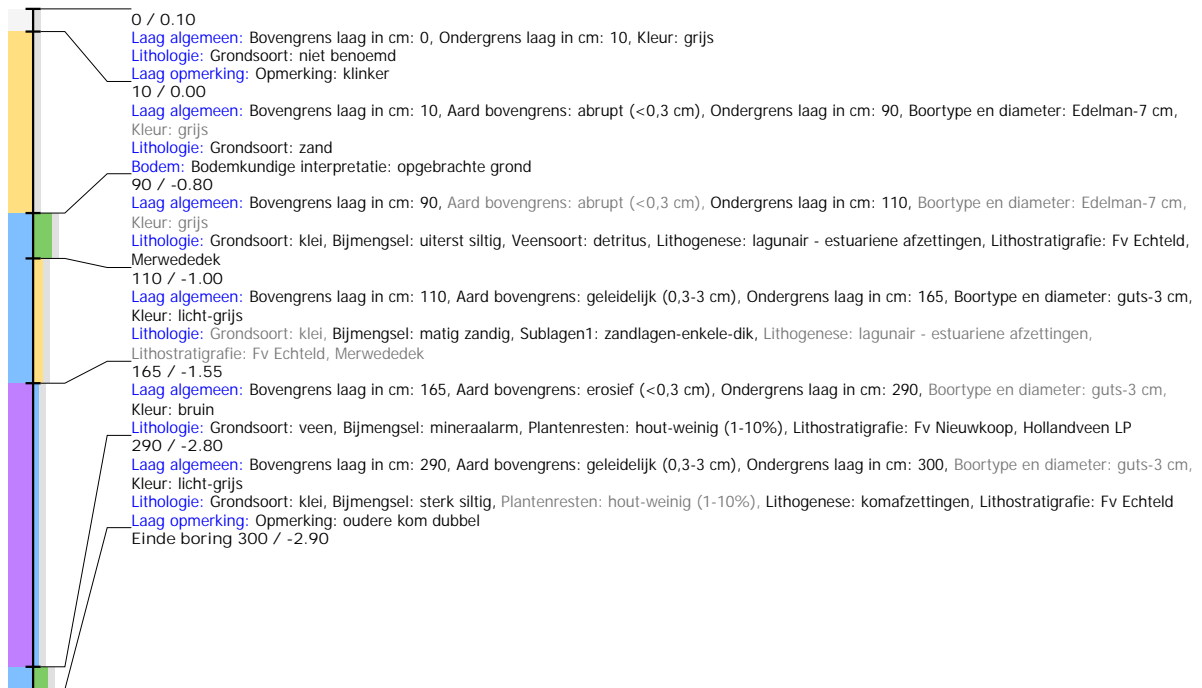 0 / 0.10
Laag algemeen: Bovengrens laag in cm: 0, Ondergrens laag in cm: 10, Kleur: grijs
Lithologie: Grondsoort: niet benoemd
Laag opmerking: Opmerking: klinker
10 / 0.00
Laag algemeen: Bovengrens laag in cm: 10, Aard bovengrens: abrupt (<0,3 cm), Ondergrens laag in cm: 90, Boortype en diameter: Edelman-7 cm,
Kleur: grijs
Lithologie: Grondsoort: zand
Bodem: Bodemkundige interpretatie: opgebrachte grond
90 / -0.80
Laag algemeen: Bovengrens laag in cm: 90, Aard bovengrens: abrupt (<0,3 cm), Ondergrens laag in cm: 110, Boortype en diameter: Edelman-7 cm,
Kleur: grijs
Lithologie: Grondsoort: klei, Bijmengsel: uiterst siltig, Veensoort: detritus, Lithogenese: lagunair - estuariene afzettingen, Lithostratigrafie: Fv Echteld,
Merwededek
110 / -1.00
Laag algemeen: Bovengrens laag in cm: 110, Aard bovengrens: geleidelijk (0,3-3 cm), Ondergrens laag in cm: 165, Boortype en diameter: guts-3 cm,
Kleur: licht-grijs
Lithologie: Grondsoort: klei, Bijmengsel: matig zandig, Sublagen1: zandlagen-enkele-dik, Lithogenese: lagunair - estuariene afzettingen,
Lithostratigrafie: Fv Echteld, Merwededek
165 / -1.55
Laag algemeen: Bovengrens laag in cm: 165, Aard bovengrens: erosief (<0,3 cm), Ondergrens laag in cm: 290, Boortype en diameter: guts-3 cm,
Kleur: bruin
Lithologie: Grondsoort: veen, Bijmengsel: mineraalarm, Plantenresten: hout-weinig (1-10%), Lithostratigrafie: Fv Nieuwkoop, Hollandveen LP
290 / -2.80
Laag algemeen: Bovengrens laag in cm: 290, Aard bovengrens: geleidelijk (0,3-3 cm), Ondergrens laag in cm: 300, Boortype en diameter: guts-3 cm,
Kleur: licht-grijs
Lithologie: Grondsoort: klei, Bijmengsel: sterk siltig, Plantenresten: hout-weinig (1-10%), Lithogenese: komafzettingen, Lithostratigrafie: Fv Echteld
Laag opmerking: Opmerking: oudere kom dubbel
Einde boring 300 / -2.90